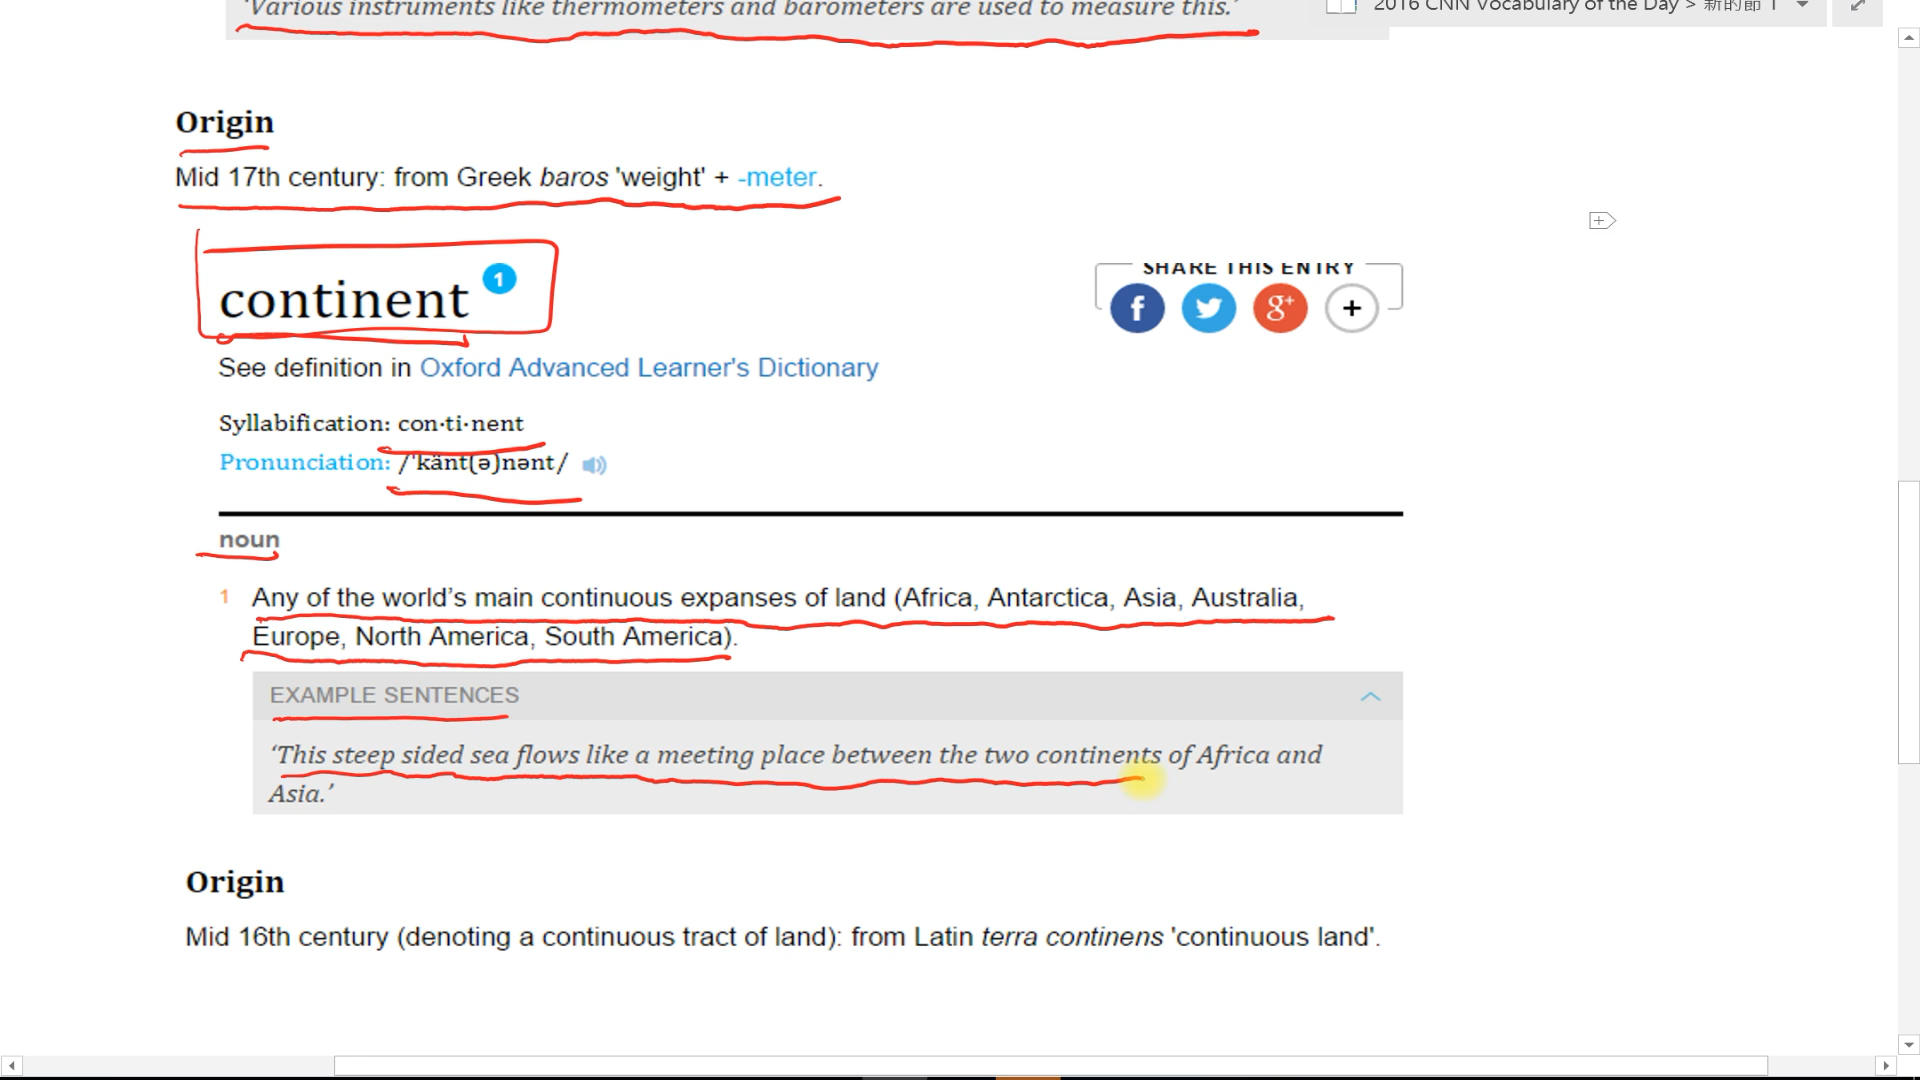 ‘Various instruments like thermometers and barometers are used to measure this.’
2016 CNN Vocabulary of the Day > 新的節 1
Origin
Mid 17th century: from Greek baros 'weight' + -meter.
continent 1
SHARE THIS ENTRY
f g+ +
See definition in Oxford Advanced Learner's Dictionary
Syllabification: con·ti·nent
Pronunciation: /ˈkänt(ə)nənt/
noun
1 Any of the world’s main continuous expanses of land (Africa, Antarctica, Asia, Australia,
Europe, North America, South America).
EXAMPLE SENTENCES
‘This steep sided sea flows like a meeting place between the two continents of Africa and
Asia.’
Origin
Mid 16th century (denoting a continuous tract of land): from Latin terra continens 'continuous land'.